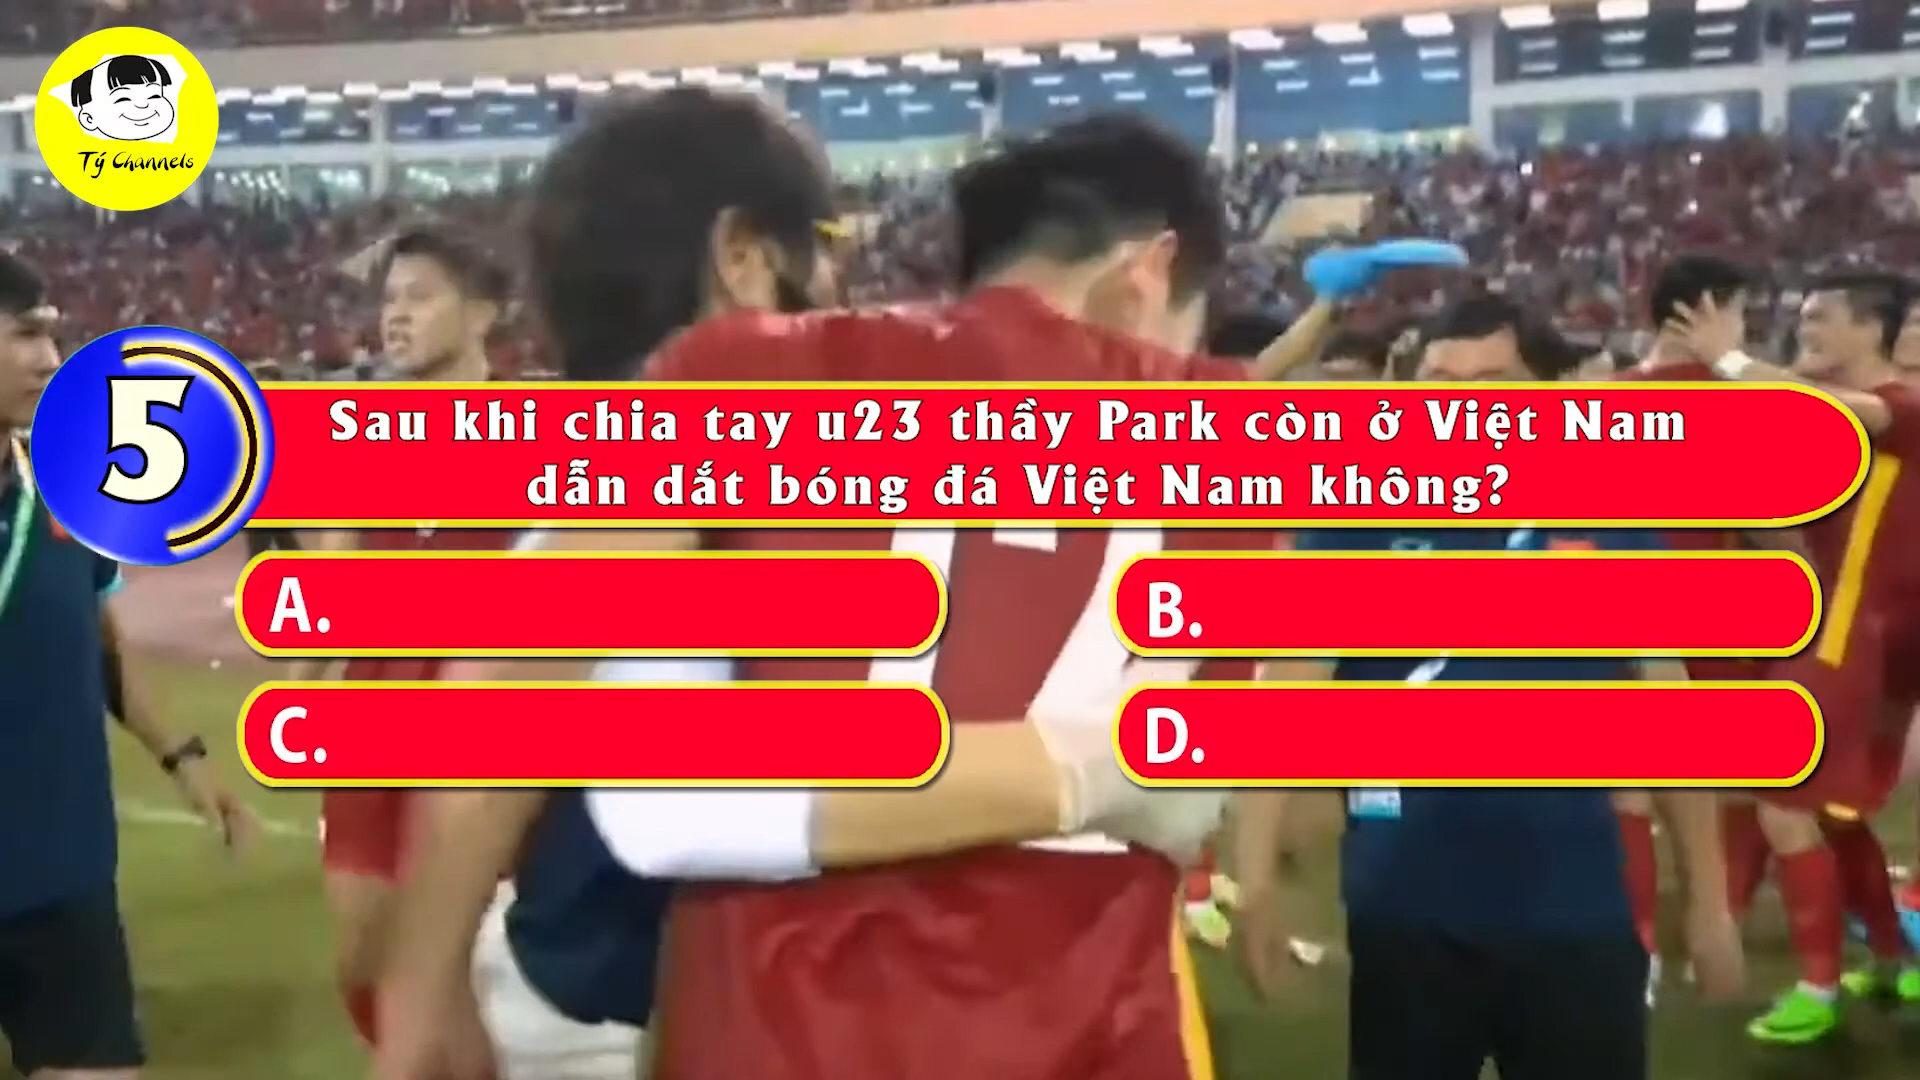 Tý Channels
5
Sau khi chia tay u23 thầy Park còn ở Việt Nam
dẫn dắt bóng đá Việt Nam không?
A.
B.
C.
D.